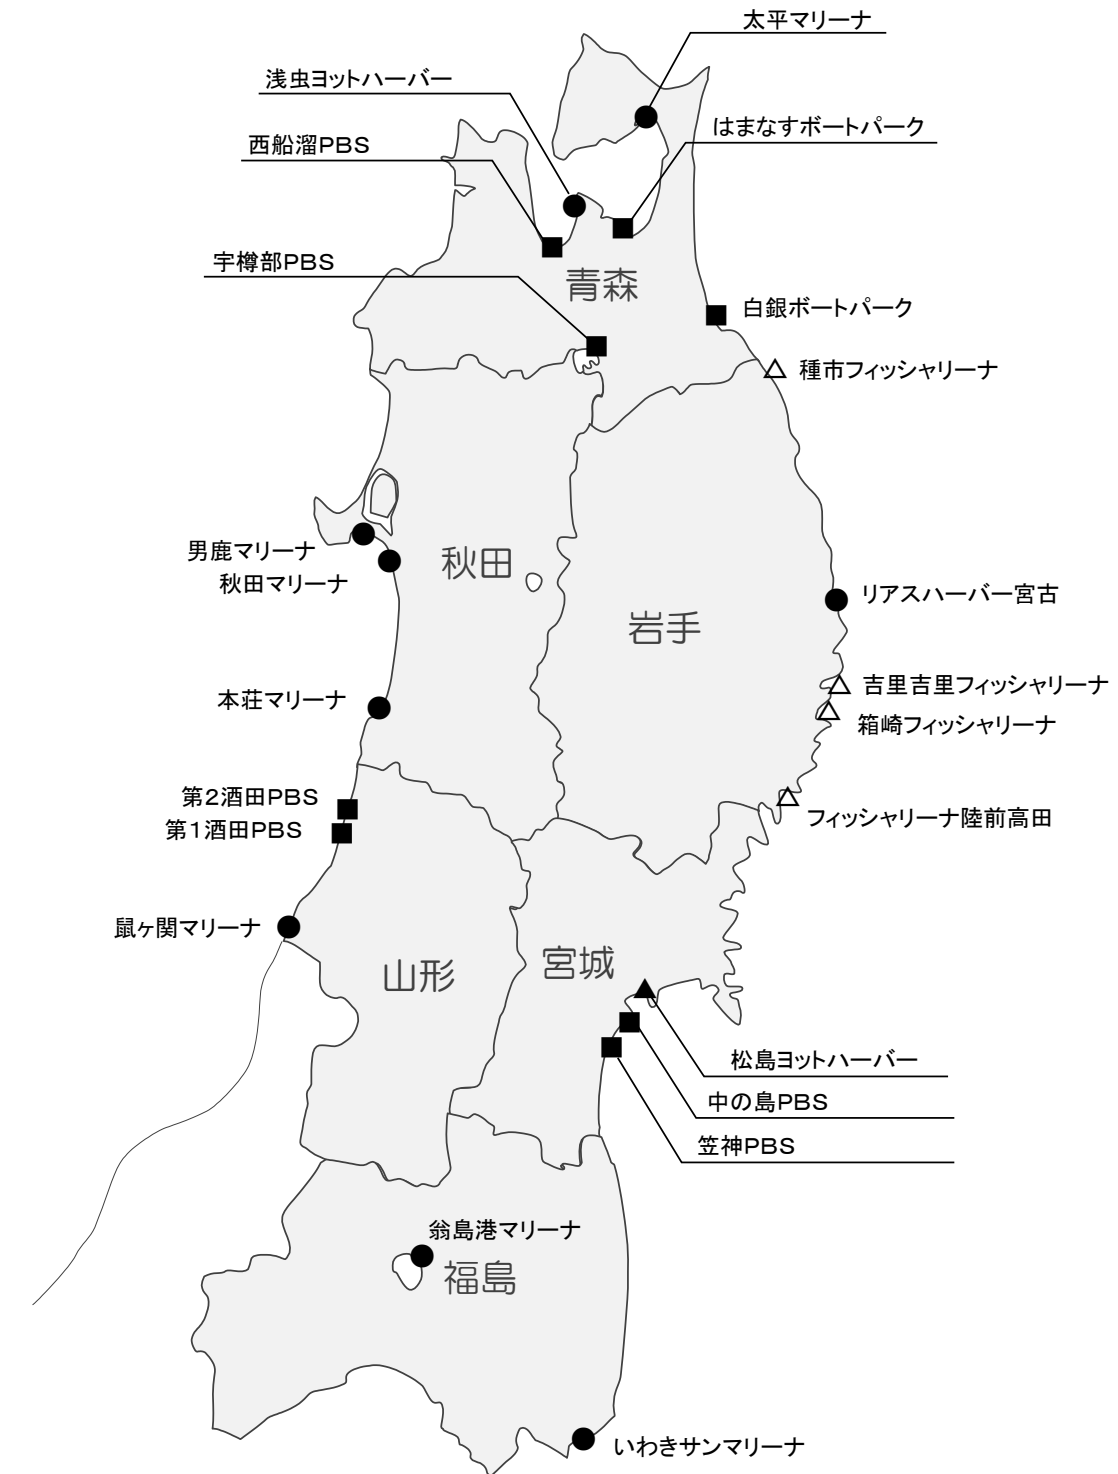 太平マリーナ
浅虫ヨットハーバー
はまなすボートパーク
西船溜PBS
宇樽部PBS
青森
白銀ボートパーク
種市フィッシャリーナ
男鹿マリーナ
秋田マリーナ
秋田
岩手
リアスハーバー宮古
吉里吉里フィッシャリーナ
本荘マリーナ
箱崎フィッシャリーナ
第2酒田PBS
第1酒田PBS
フィッシャリーナ陸前高田
鼠ヶ関マリーナ
山形
宮城
松島ヨットハーバー
中の島PBS
笠神PBS
翁島港マリーナ
福島
いわきサンマリーナ